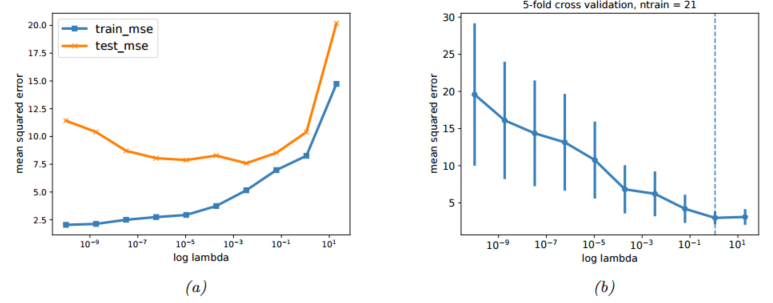 train_mse
test_mse
20.0
17.5
15.0
12.5
10.0
7.5
5.0
2.5
mean squared error
10⁻⁹ 10⁻⁷ 10⁻⁵ 10⁻³ 10⁻¹ 10¹
log lambda
(a)
5-fold cross validation, ntrain = 21
30
25
20
15
10
5
mean squared error
10⁻⁹ 10⁻⁷ 10⁻⁵ 10⁻³ 10⁻¹ 10¹
log lambda
(b)